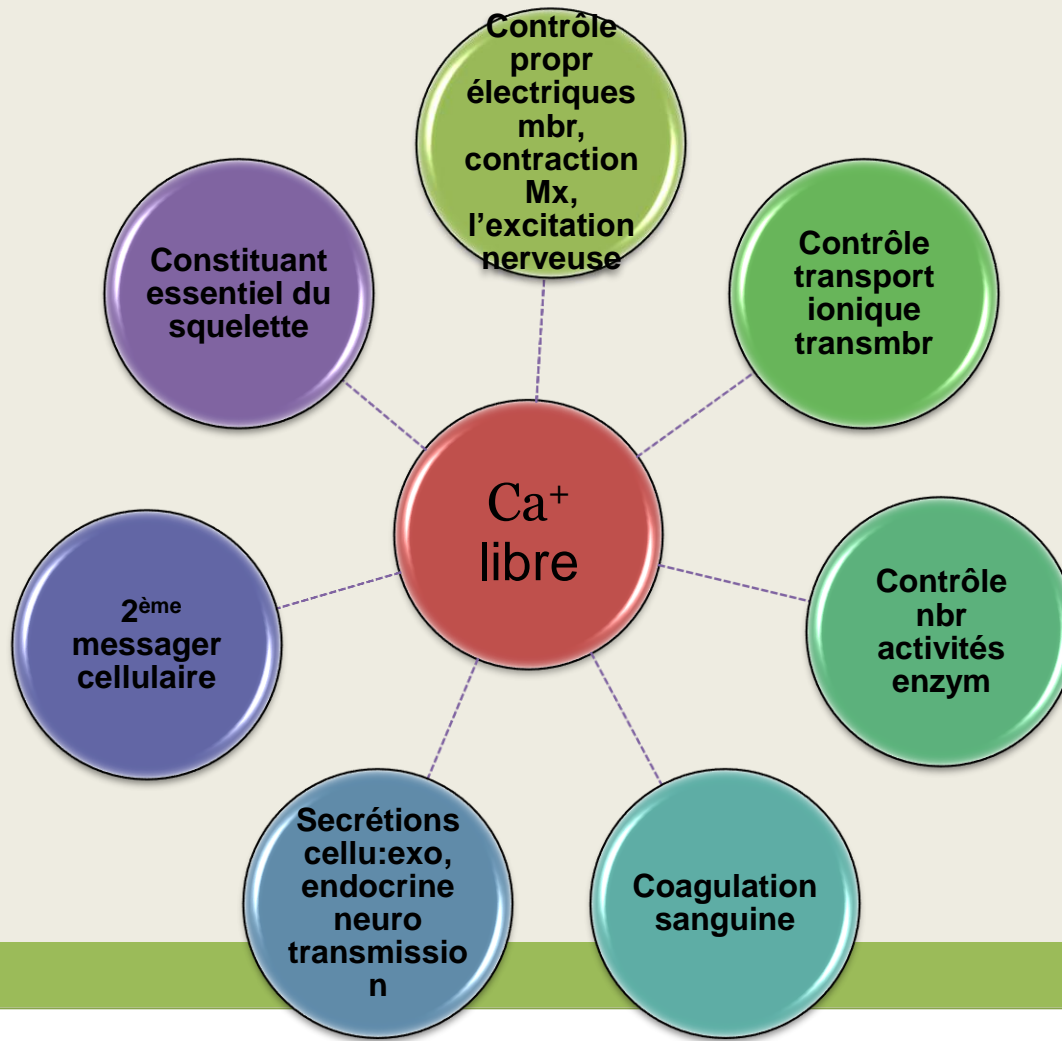 Contrôle
propr
électriques
mbr,
contraction
Mx,
l’excitation
nerveuse
Contrôle
transport
ionique
transmbr
Contrôle
nbr
activités
enzym
Coagulation
sanguine
Secrétions
cellu:exo,
endocrine
neuro
transmissio
n
2ème
messager
cellulaire
Constituant
essentiel du
squelette
Ca⁺
libre